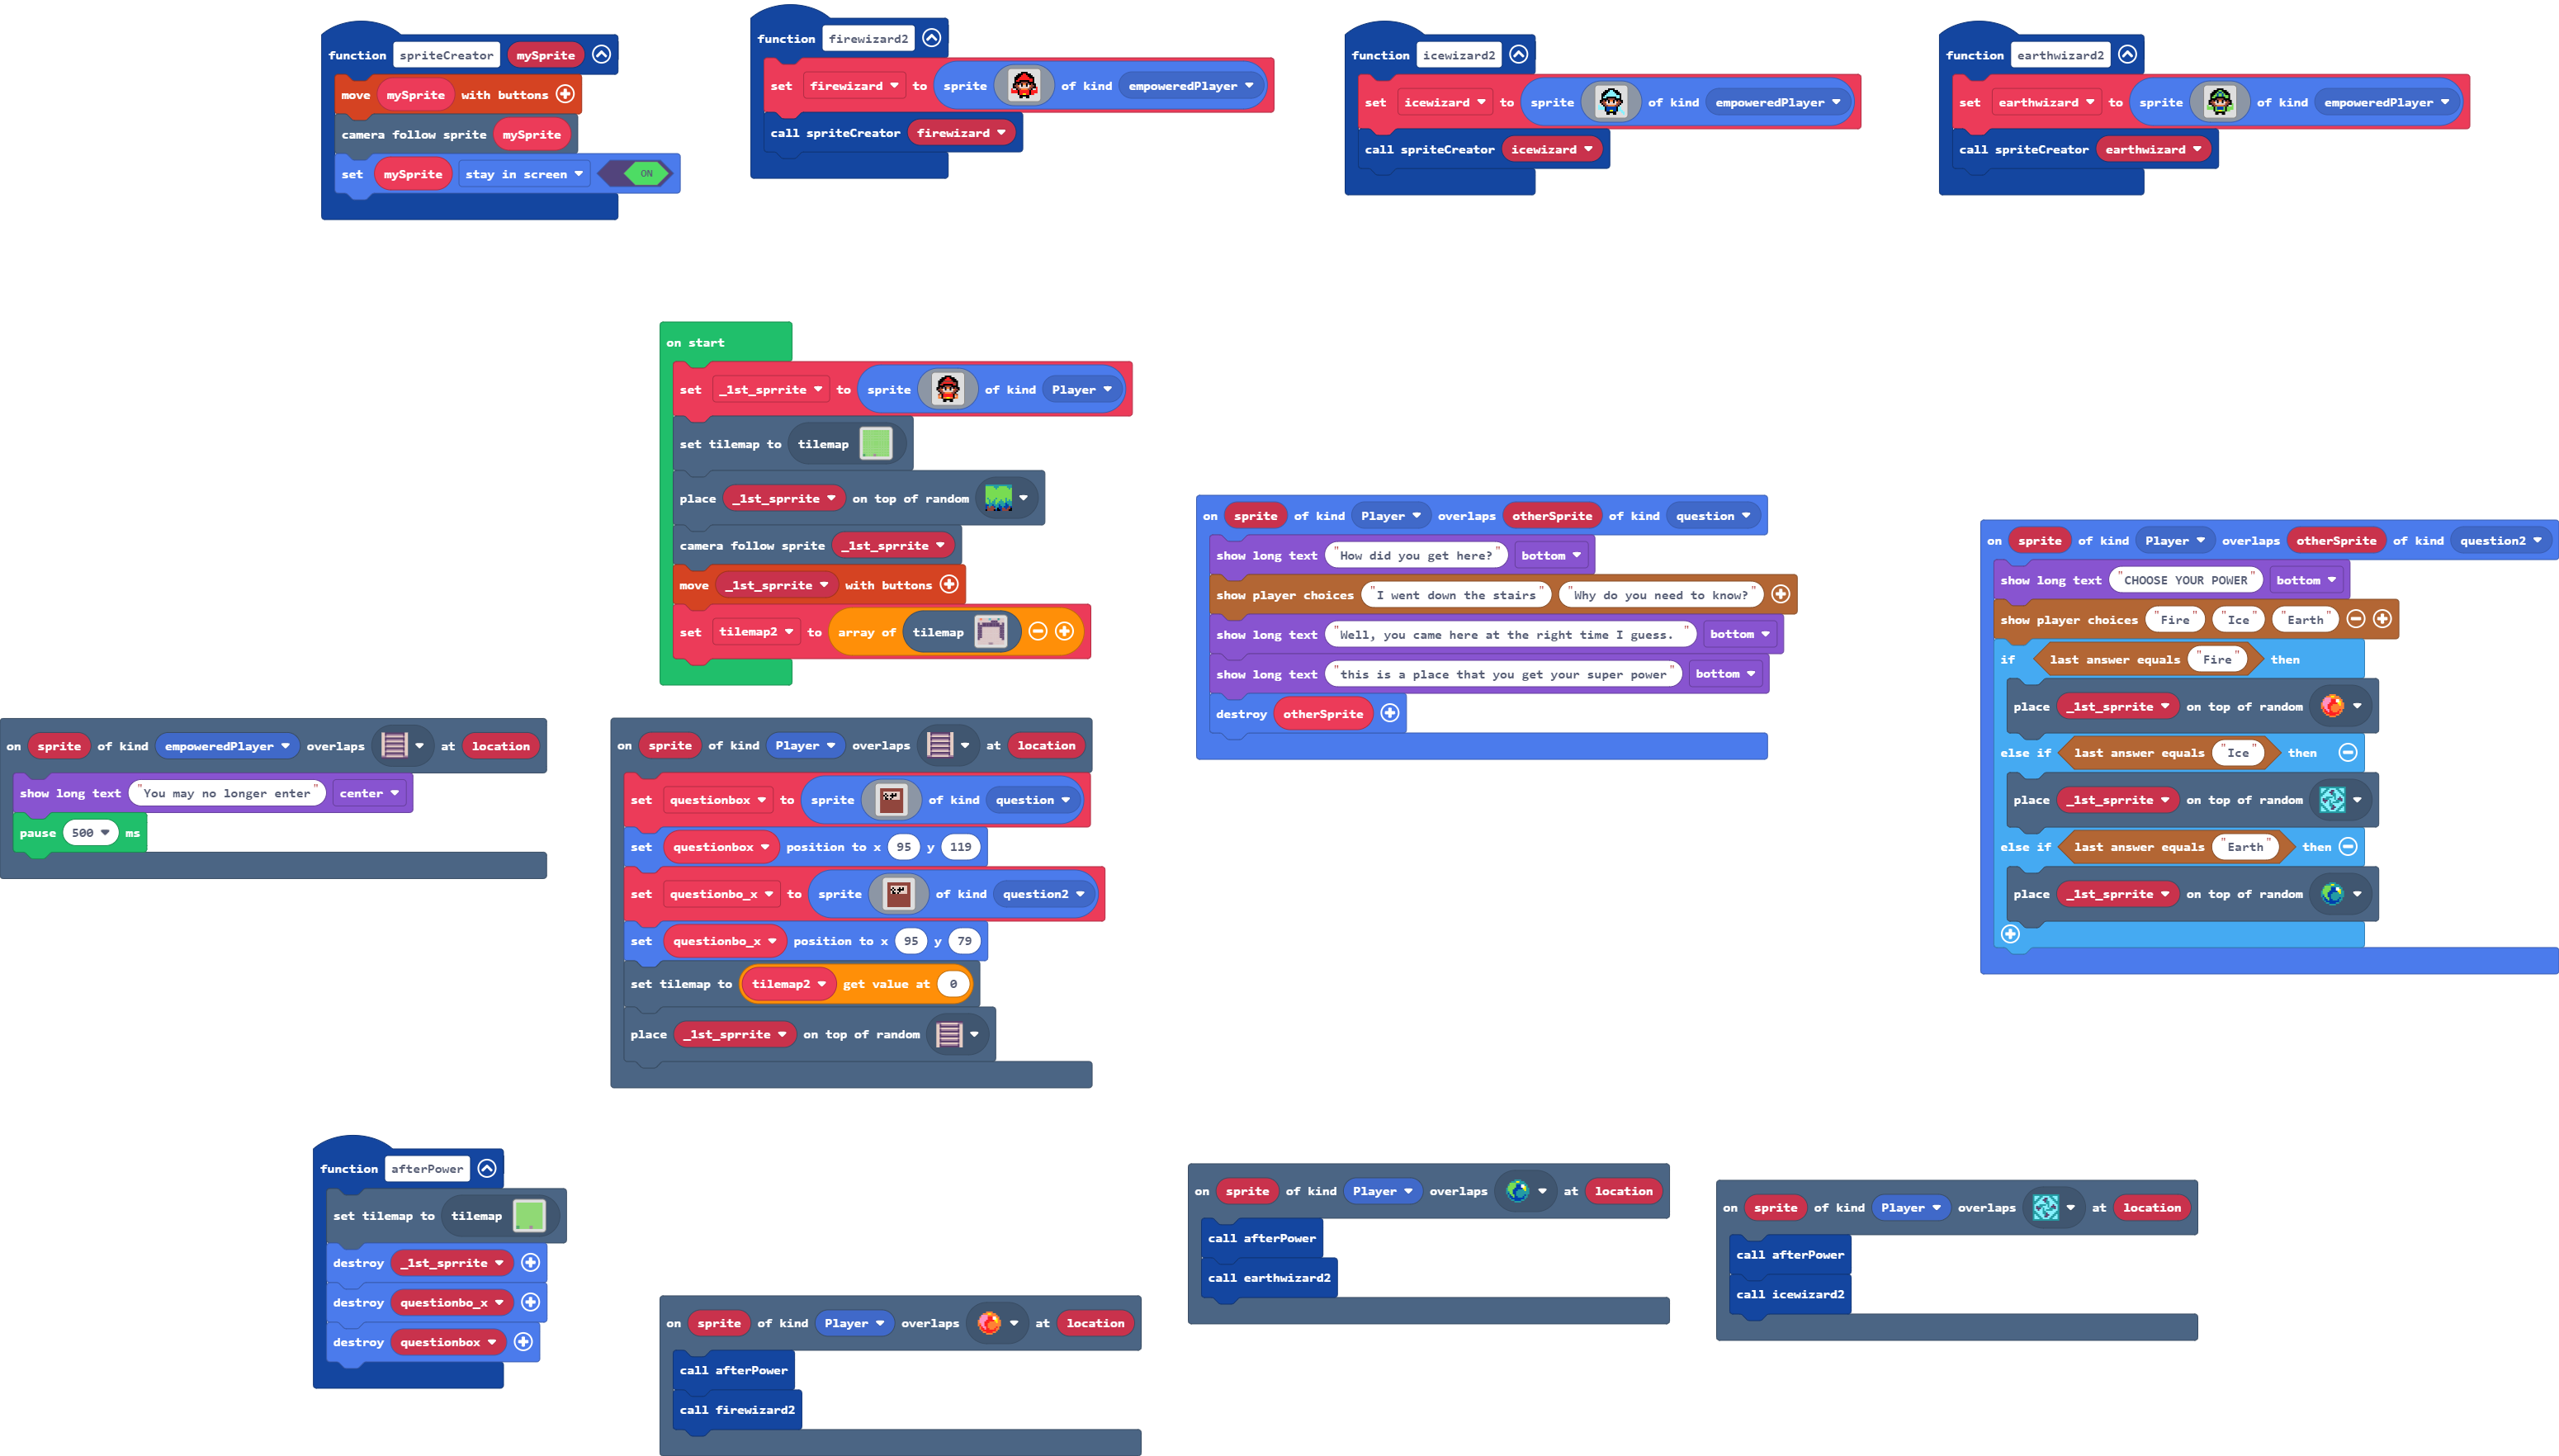 function spriteCreator mySprite
move mySprite with buttons
camera follow sprite mySprite
set mySprite stay in screen ON
function firewizard2
set firewizard to sprite of kind empoweredPlayer
call spriteCreator firewizard
function icewizard2
set icewizard to sprite of kind empoweredPlayer
call spriteCreator icewizard
function earthwizard2
set earthwizard to sprite of kind empoweredPlayer
call spriteCreator earthwizard
on start
set _1st_sprrite to sprite of kind Player
set tilemap to tilemap
place _1st_sprrite on top of random
camera follow sprite _1st_sprrite
move _1st_sprrite with buttons
set tilemap2 to array of tilemap
on sprite of kind Player overlaps otherSprite of kind question
show long text "How did you get here?" bottom
show player choices "I went down the stairs" "Why do you need to know?"
show long text "Well, you came here at the right time I guess. " bottom
show long text "this is a place that you get your super power" bottom
destroy otherSprite
on sprite of kind Player overlaps otherSprite of kind question2
show long text "CHOOSE YOUR POWER" bottom
show player choices "Fire" "Ice" "Earth"
if last answer equals "Fire" then
place _1st_sprrite on top of random
else if last answer equals "Ice" then
place _1st_sprrite on top of random
else if last answer equals "Earth" then
place _1st_sprrite on top of random
on sprite of kind empoweredPlayer overlaps at location
show long text "You may no longer enter" center
pause 500 ms
on sprite of kind Player overlaps at location
set questionbox to sprite of kind question
set questionbox position to x 95 y 119
set questionbo_x to sprite of kind question2
set questionbo_x position to x 95 y 79
set tilemap to tilemap2 get value at 0
place _1st_sprrite on top of random
function afterPower
set tilemap to tilemap
destroy _1st_sprrite
destroy questionbo_x
destroy questionbox
on sprite of kind Player overlaps at location
call afterPower
call firewizard2
on sprite of kind Player overlaps at location
call afterPower
call earthwizard2
on sprite of kind Player overlaps at location
call afterPower
call icewizard2